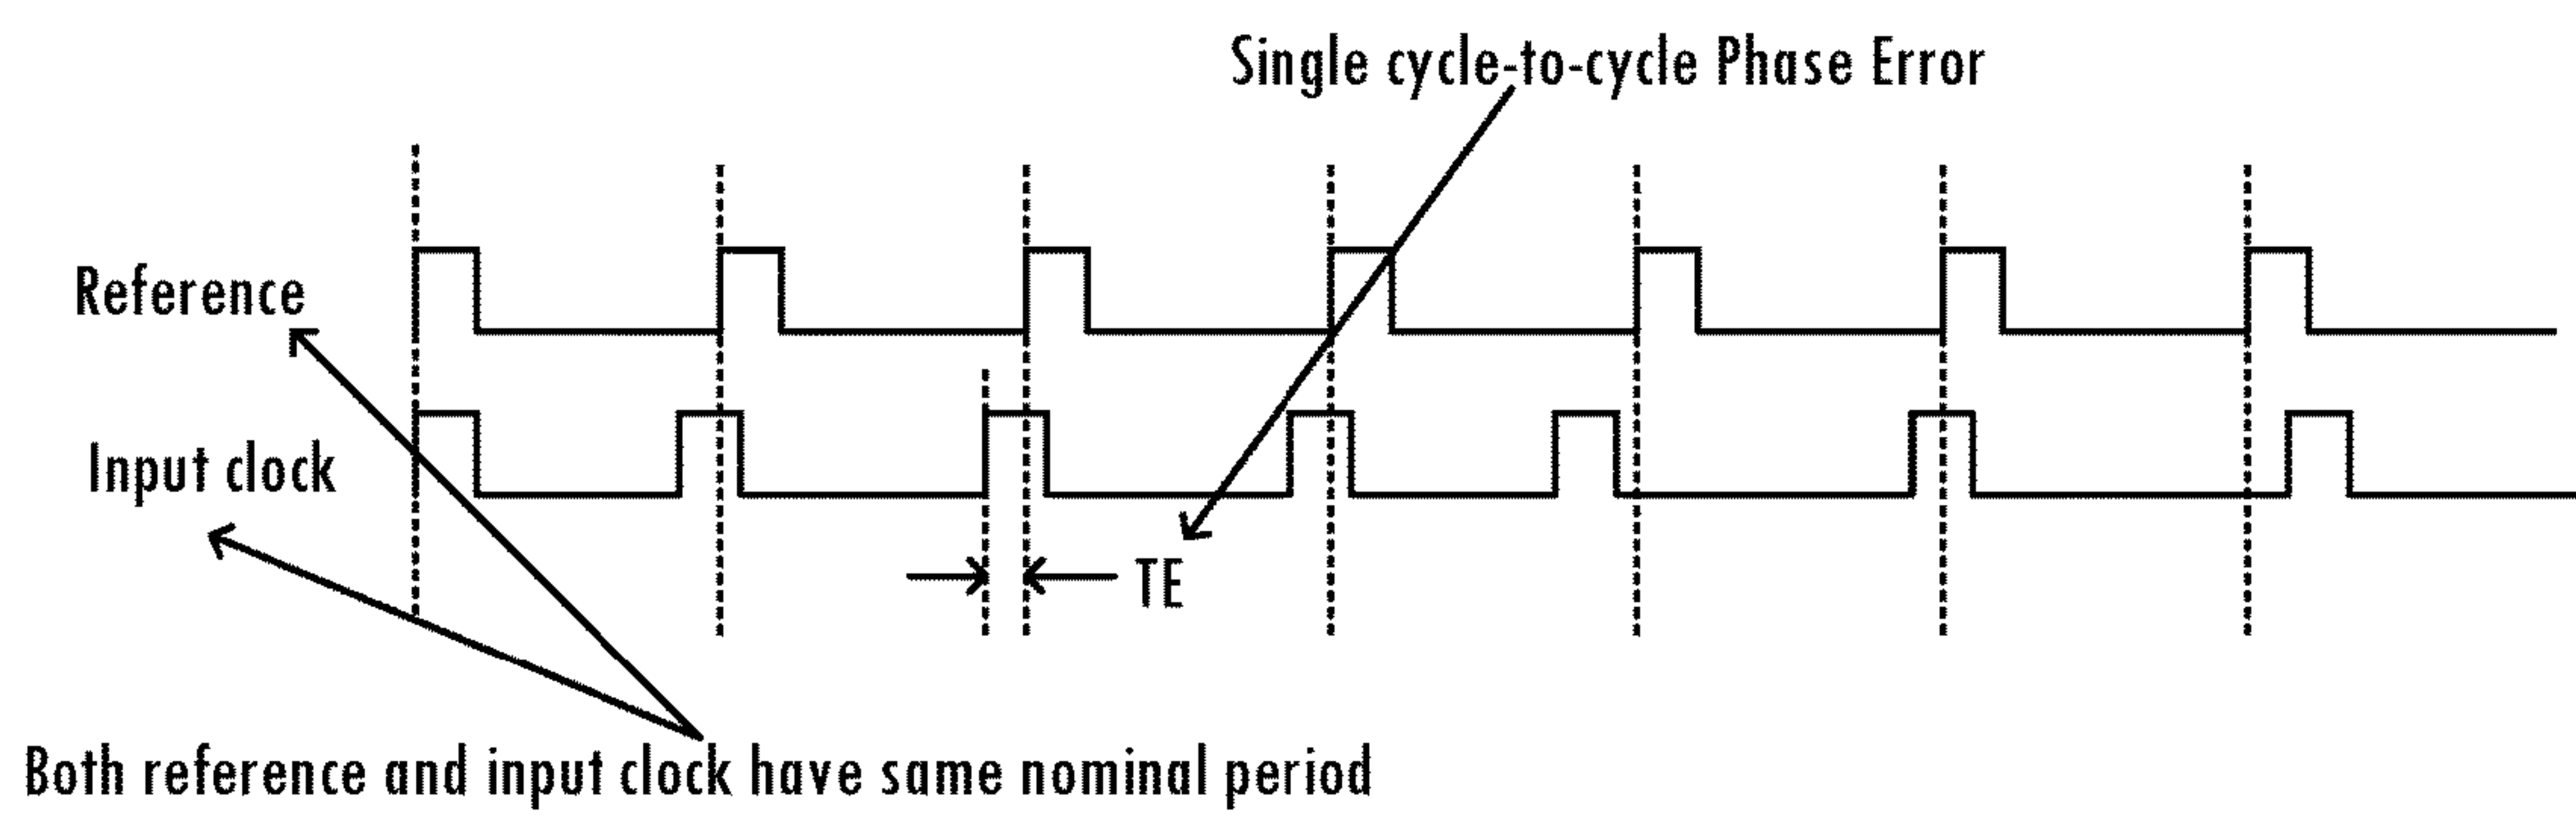 Single cycle-to-cycle Phase Error
Reference
Input clock
TE
Both reference and input clock have same nominal period